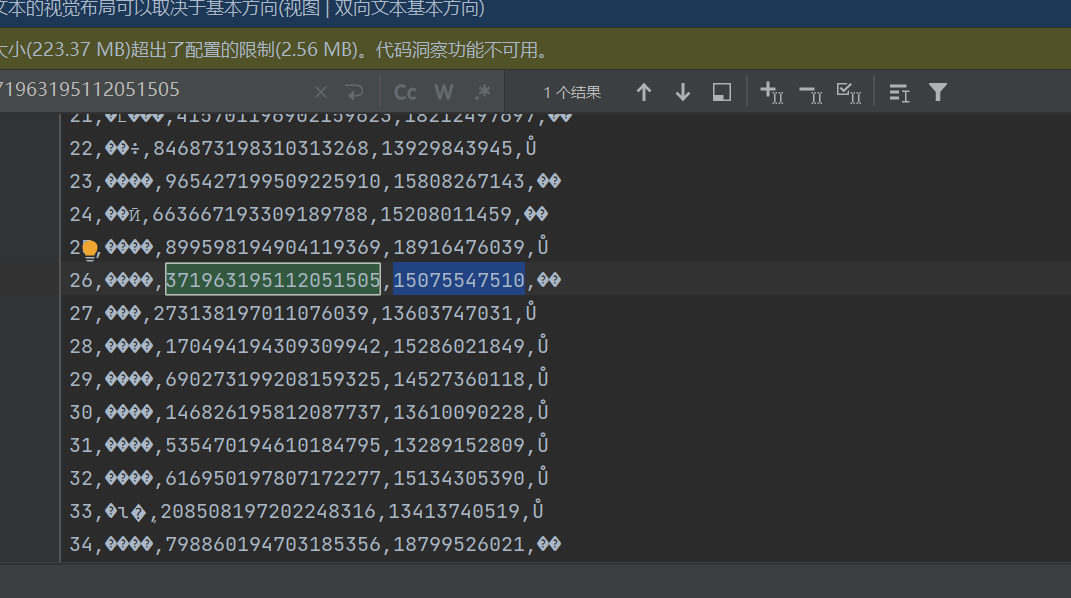 文本的视觉布局可以取决于基本方向(视图 | 双向文本基本方向)
大小(223.37 MB)超出了配置的限制(2.56 MB)。代码洞察功能不可用。
71963195112051505 × Cc W .* 1 个结果
21,�L���,415701196902159623,18212497697,��
22,��÷,846873198310313268,13929843945,Ů
23,����,965427199509225910,15808267143,��
24,��Й,663667193309189788,15208011459,��
25,����,899598194904119369,18916476039,Ů
26,����,371963195112051505,15075547510,��
27,���,273138197011076039,13603747031,Ů
28,����,170494194309309942,15286021849,Ů
29,����,690273199208159325,14527360118,Ů
30,����,146826195812087737,13610090228,Ů
31,����,535470194610184795,13289152809,Ů
32,����,616950197807172277,15134305390,Ů
33,�ɩ�,208508197202248316,13413740519,Ů
34,����,798860194703185356,18799526021,��